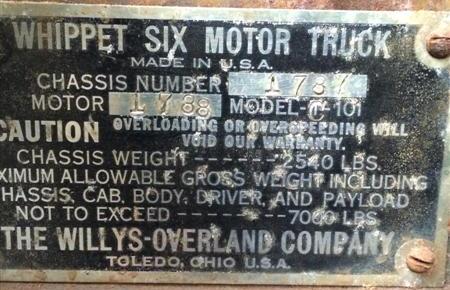 WHIPPET SIX MOTOR TRUCK
MADE IN U.S.A.
CHASSIS NUMBER 1787
MOTOR 1788 MODEL-C-101
CAUTION OVERLOADING OR OVERSPEEDING WILL
VOID OUR WARRANTY.
CHASSIS WEIGHT-------2540 LBS.
XIMUM ALLOWABLE GROSS WEIGHT INCLUDING
HASSIS, CAB, BODY, DRIVER, AND PAYLOAD
NOT TO EXCEED---------7000 LBS
THE WILLYS-OVERLAND COMPANY
TOLEDO, OHIO U.S.A.